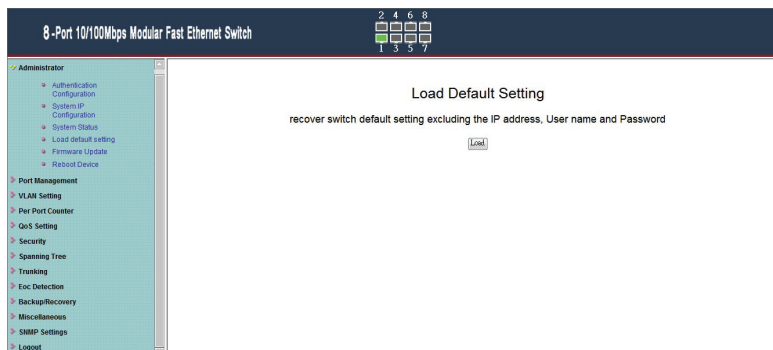 8-Port 10/100Mbps Modular Fast Ethernet Switch
2 4 6 8
1 3 5 7
Administrator
Authentication
Configuration
System IP
Configuration
System Status
Load default setting
Firmware Update
Reboot Device
Port Management
VLAN Setting
Per Port Counter
QoS Setting
Security
Spanning Tree
Trunking
Eoc Detection
Backup/Recovery
Miscellaneous
SNMP Settings
Logout
Load Default Setting
recover switch default setting excluding the IP address, User name and Password
Load